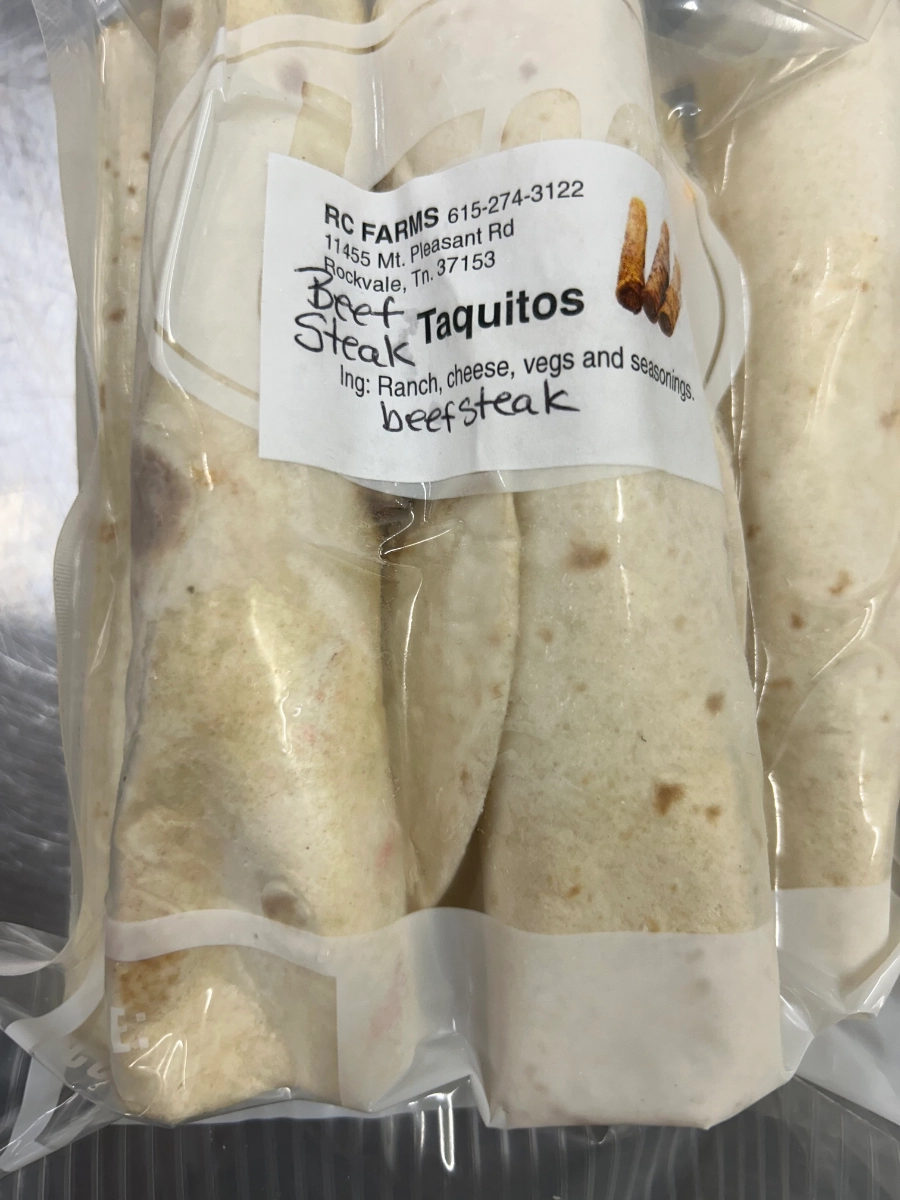 RC FARMS 615-274-3122
11455 Mt. Pleasant Rd
Rockvale, Tn. 37153
Beef
Steak Taquitos
Ing: Ranch, cheese, vegs and seasonings.
beefsteak
E: